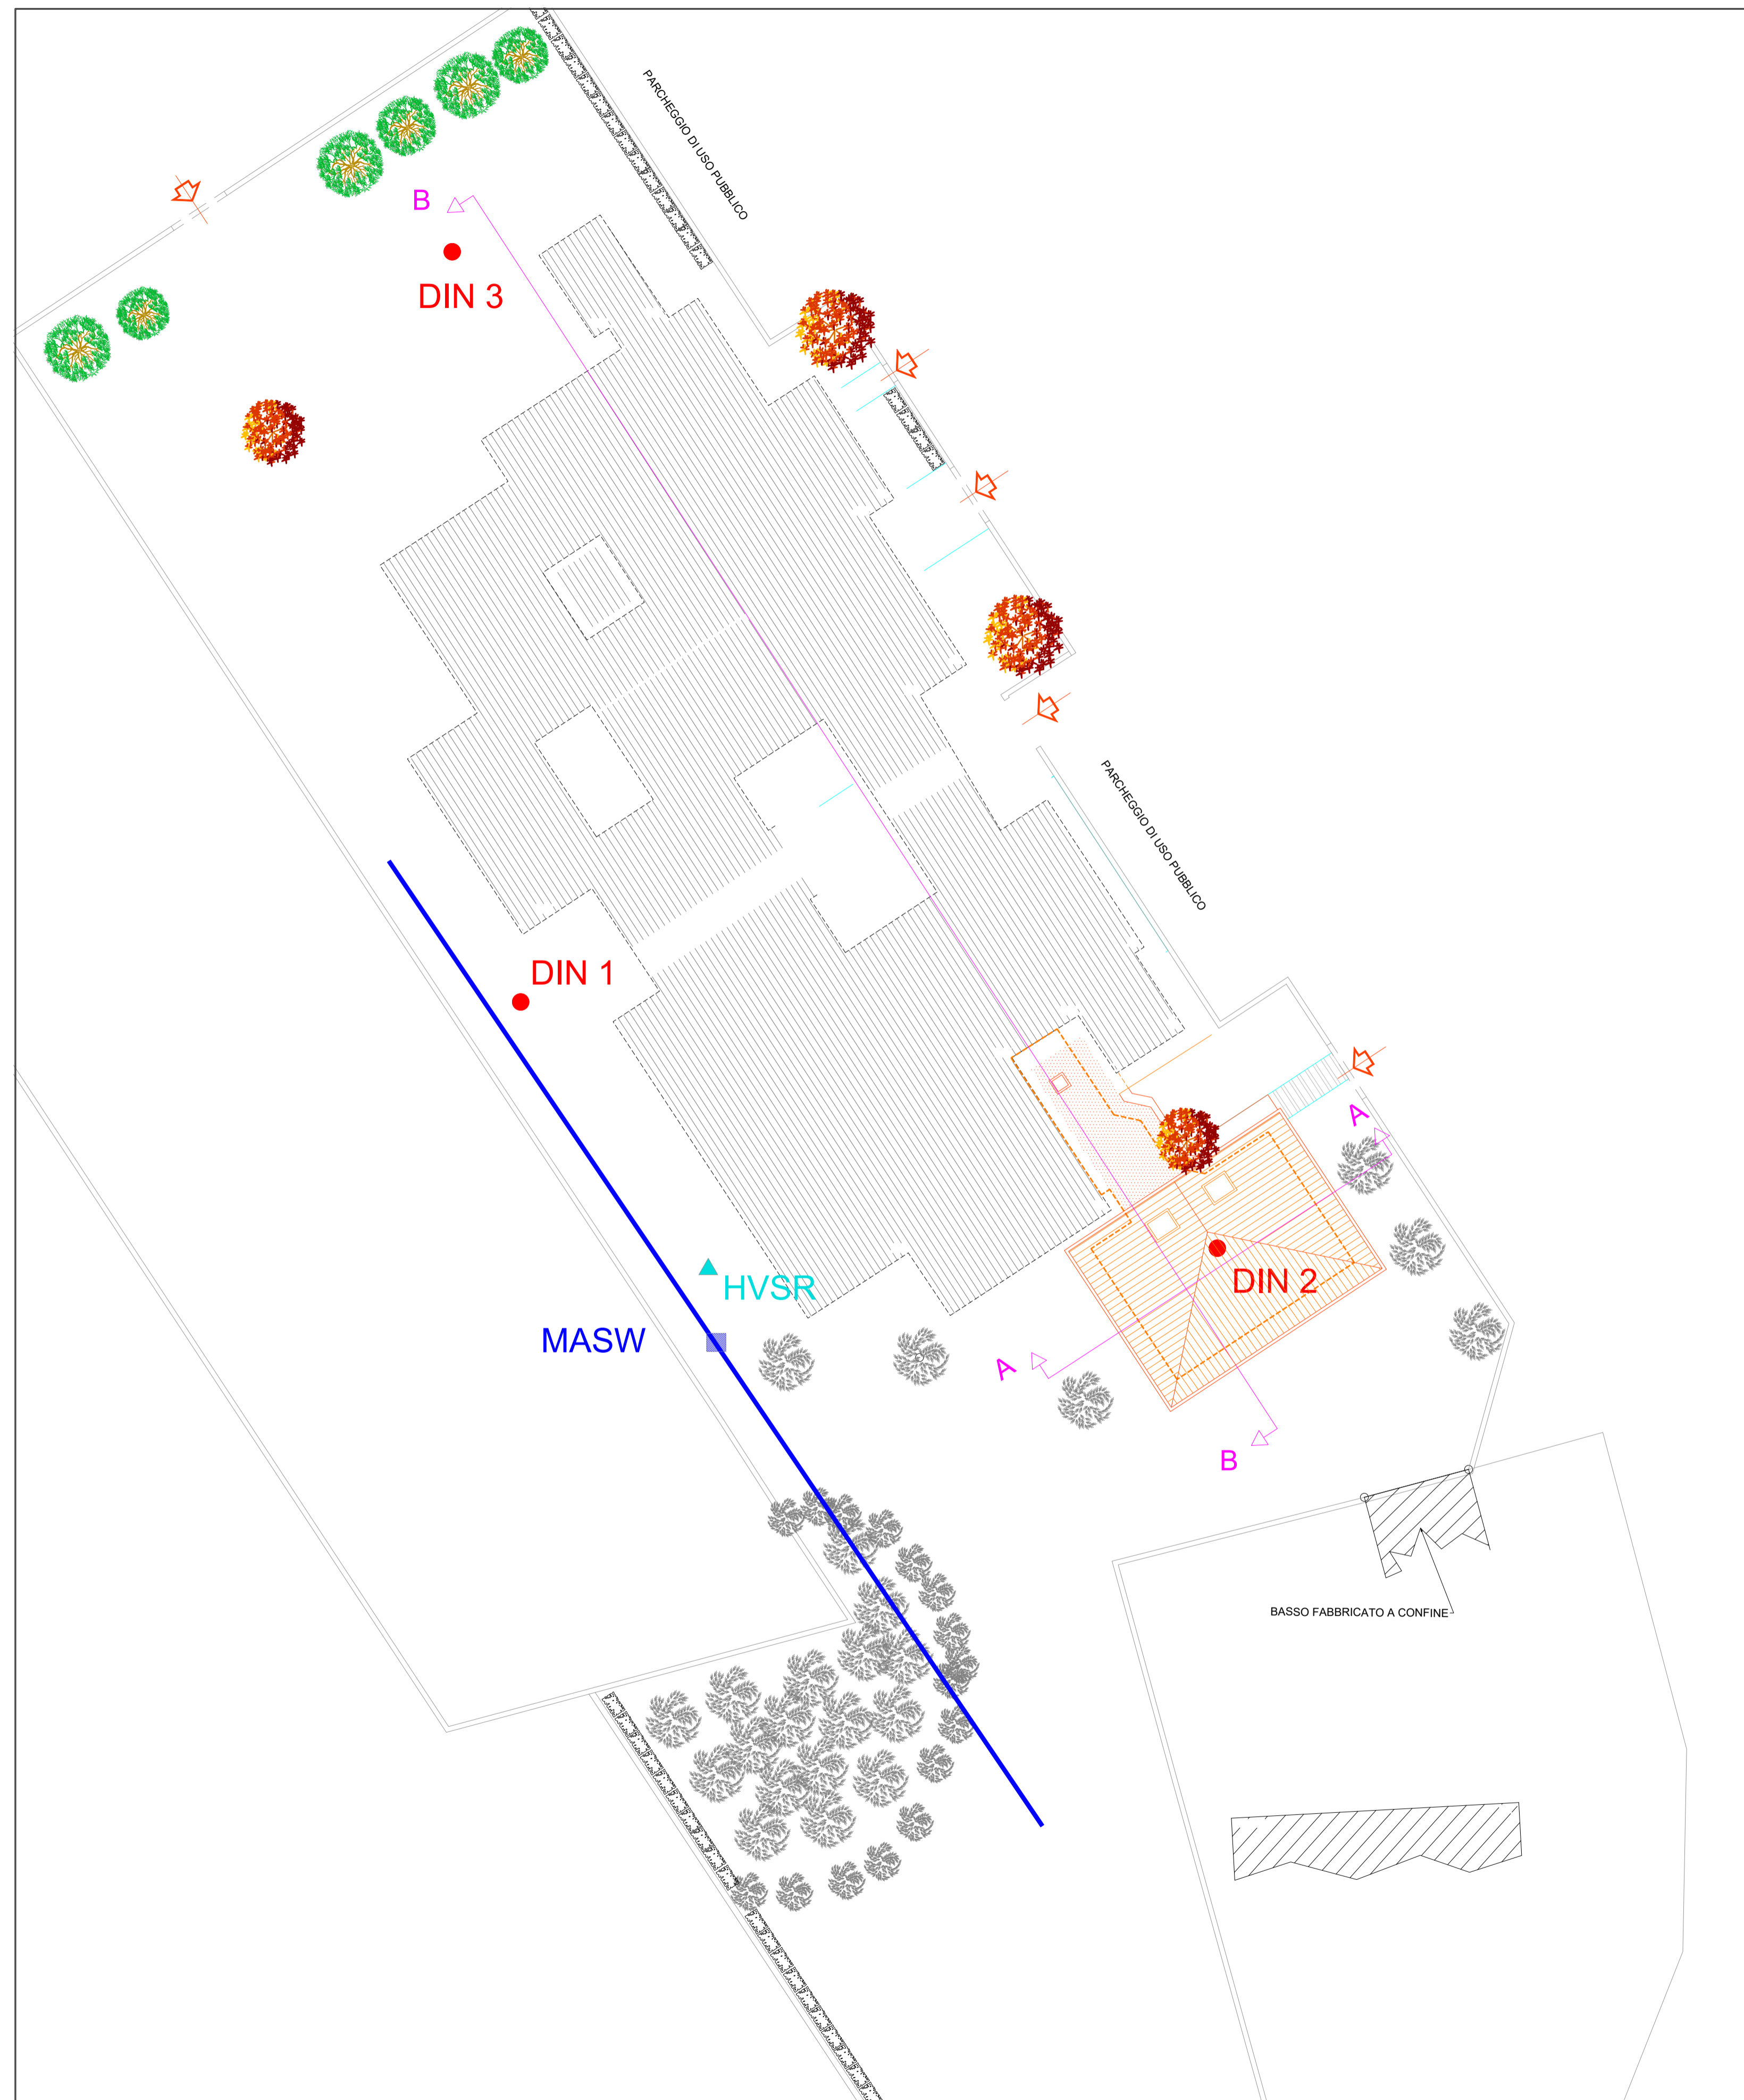 PARCHEGGIO DI USO PUBBLICO
B
DIN 3
PARCHEGGIO DI USO PUBBLICO
DIN 1
A
HVSR
DIN 2
MASW
A
B
BASSO FABBRICATO A CONFINE